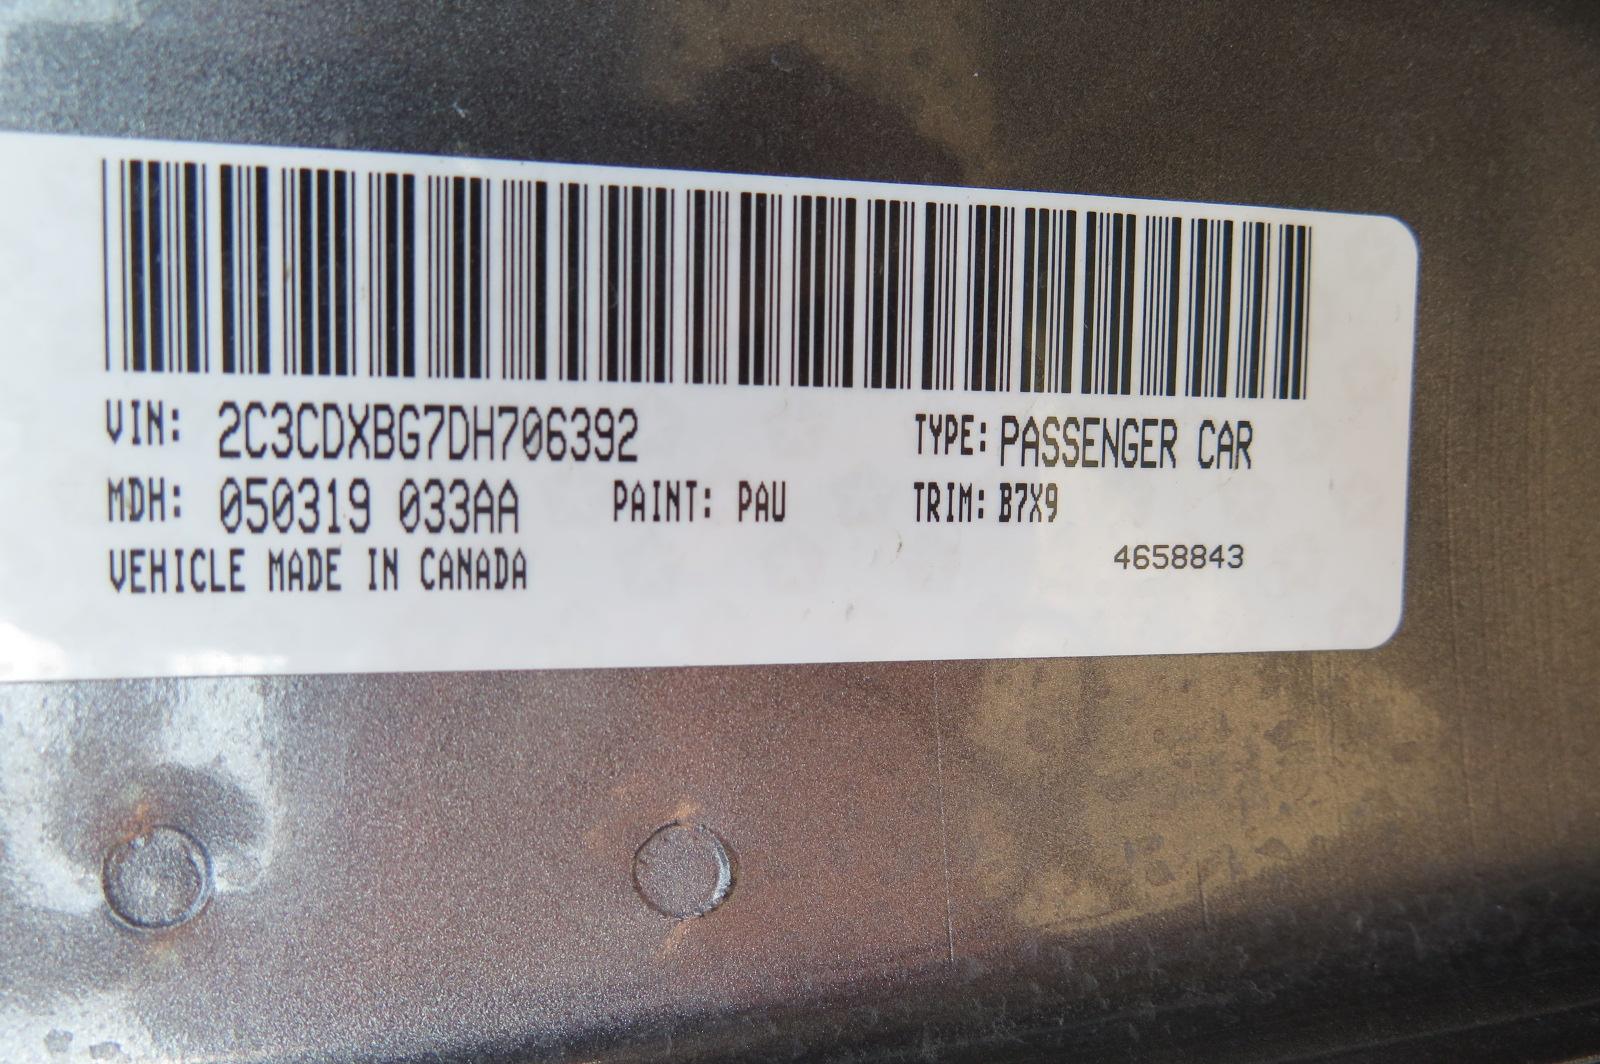 VIN: 2C3CDXBG7DH706392 TYPE: PASSENGER CAR
MDH: 050319 033AA PAINT: PAU TRIM: B7X9
VEHICLE MADE IN CANADA 4658843